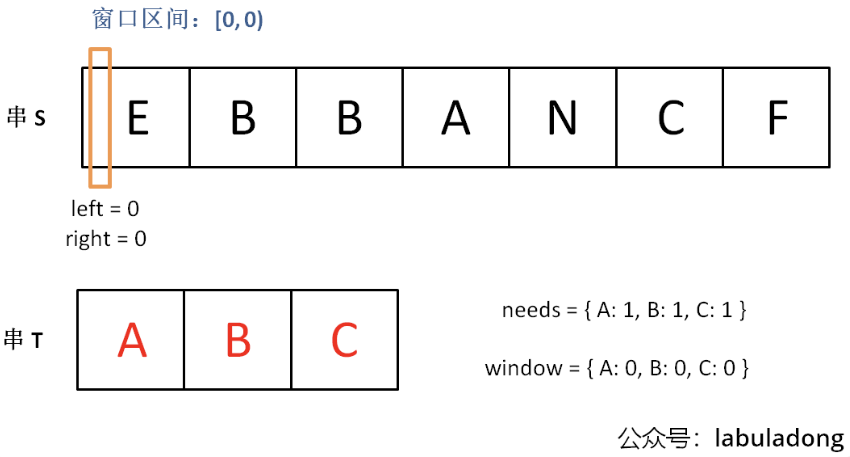 窗口区间：[0,0)
串 S
E B B A N C F
left = 0
right = 0
串 T
A B C
needs = { A: 1, B: 1, C: 1 }
window = { A: 0, B: 0, C: 0 }
公众号：labuladong